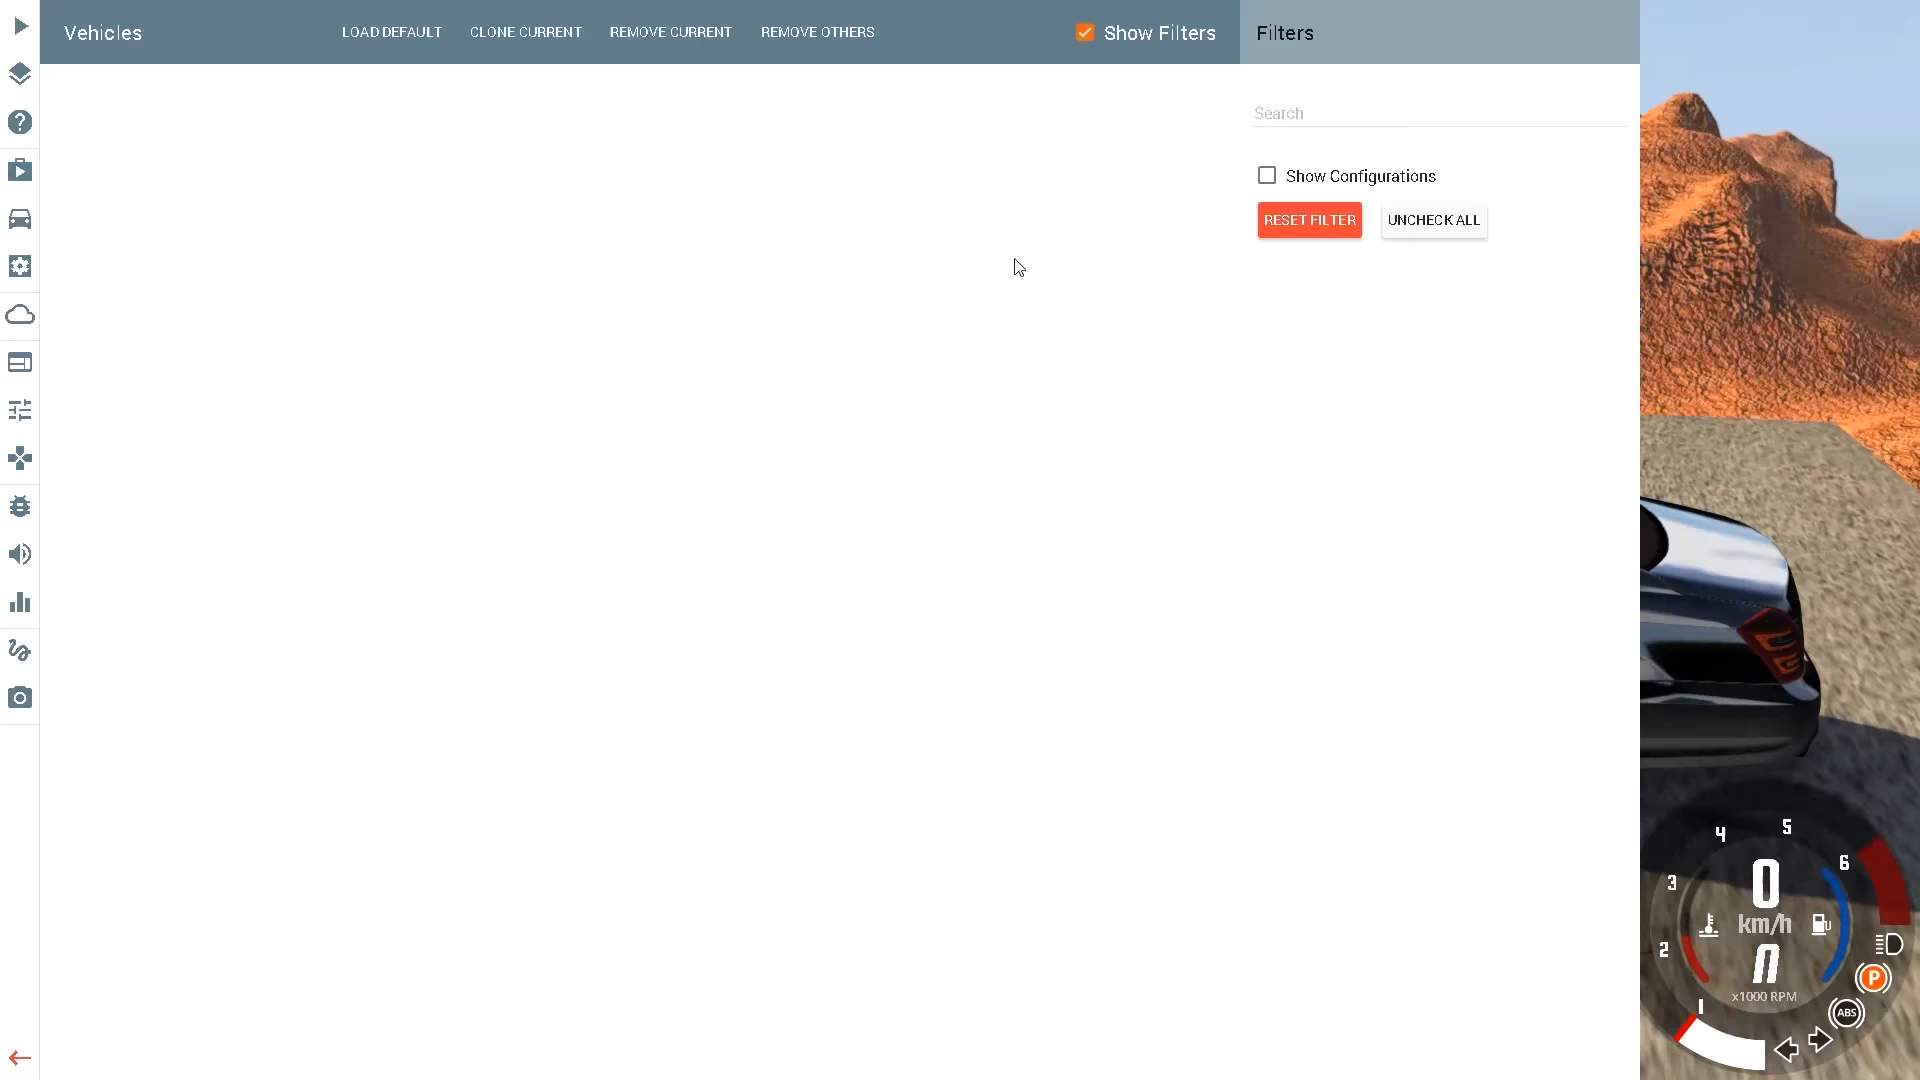 Vehicles
LOAD DEFAULT
CLONE CURRENT
REMOVE CURRENT
REMOVE OTHERS
Show Filters
Filters
Search
Show Configurations
RESET FILTER
UNCHECK ALL
4
5
3
6
0
km/h
2
n
P
x1000 RPM
1
ABS